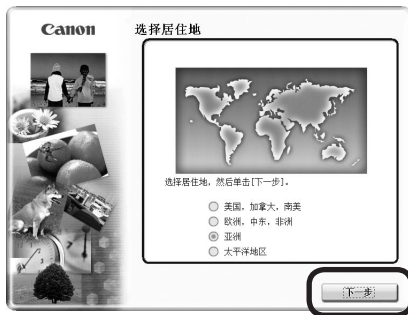 Canon
选择居住地
选择居住地，然后单击[下一步]。
美国，加拿大，南美
欧洲，中东，非洲
亚洲
太平洋地区
下一步